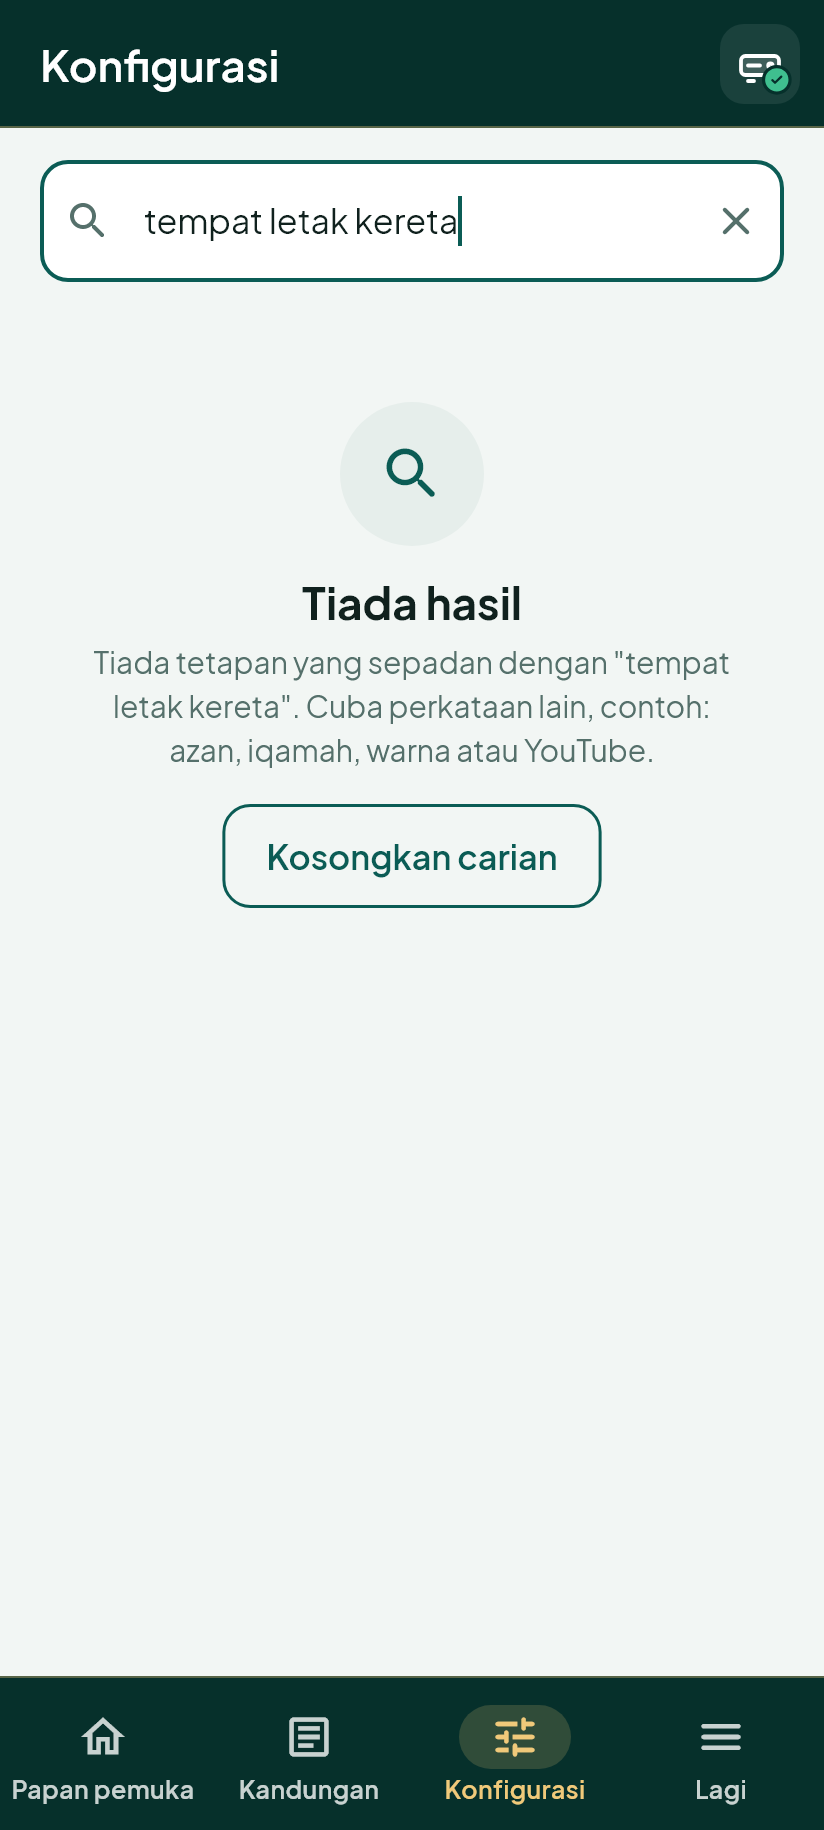 Konfigurasi
tempat letak kereta
Tiada hasil
Tiada tetapan yang sepadan dengan "tempat
letak kereta". Cuba perkataan lain, contoh:
azan, iqamah, warna atau YouTube.
Kosongkan carian
Papan pemuka
Kandungan
Konfigurasi
Lagi